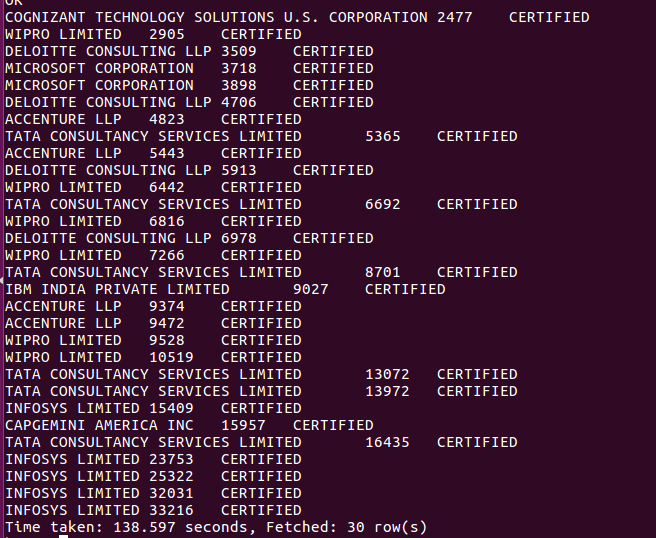 OK
COGNIZANT TECHNOLOGY SOLUTIONS U.S. CORPORATION 2477 CERTIFIED
WIPRO LIMITED 2905 CERTIFIED
DELOITTE CONSULTING LLP 3509 CERTIFIED
MICROSOFT CORPORATION 3718 CERTIFIED
MICROSOFT CORPORATION 3898 CERTIFIED
DELOITTE CONSULTING LLP 4706 CERTIFIED
ACCENTURE LLP 4823 CERTIFIED
TATA CONSULTANCY SERVICES LIMITED 5365 CERTIFIED
ACCENTURE LLP 5443 CERTIFIED
DELOITTE CONSULTING LLP 5913 CERTIFIED
WIPRO LIMITED 6442 CERTIFIED
TATA CONSULTANCY SERVICES LIMITED 6692 CERTIFIED
WIPRO LIMITED 6816 CERTIFIED
DELOITTE CONSULTING LLP 6978 CERTIFIED
WIPRO LIMITED 7266 CERTIFIED
TATA CONSULTANCY SERVICES LIMITED 8701 CERTIFIED
IBM INDIA PRIVATE LIMITED 9027 CERTIFIED
ACCENTURE LLP 9374 CERTIFIED
ACCENTURE LLP 9472 CERTIFIED
WIPRO LIMITED 9528 CERTIFIED
WIPRO LIMITED 10519 CERTIFIED
TATA CONSULTANCY SERVICES LIMITED 13072 CERTIFIED
TATA CONSULTANCY SERVICES LIMITED 13972 CERTIFIED
INFOSYS LIMITED 15409 CERTIFIED
CAPGEMINI AMERICA INC 15957 CERTIFIED
TATA CONSULTANCY SERVICES LIMITED 16435 CERTIFIED
INFOSYS LIMITED 23753 CERTIFIED
INFOSYS LIMITED 25322 CERTIFIED
INFOSYS LIMITED 32031 CERTIFIED
INFOSYS LIMITED 33216 CERTIFIED
Time taken: 138.597 seconds, Fetched: 30 row(s)